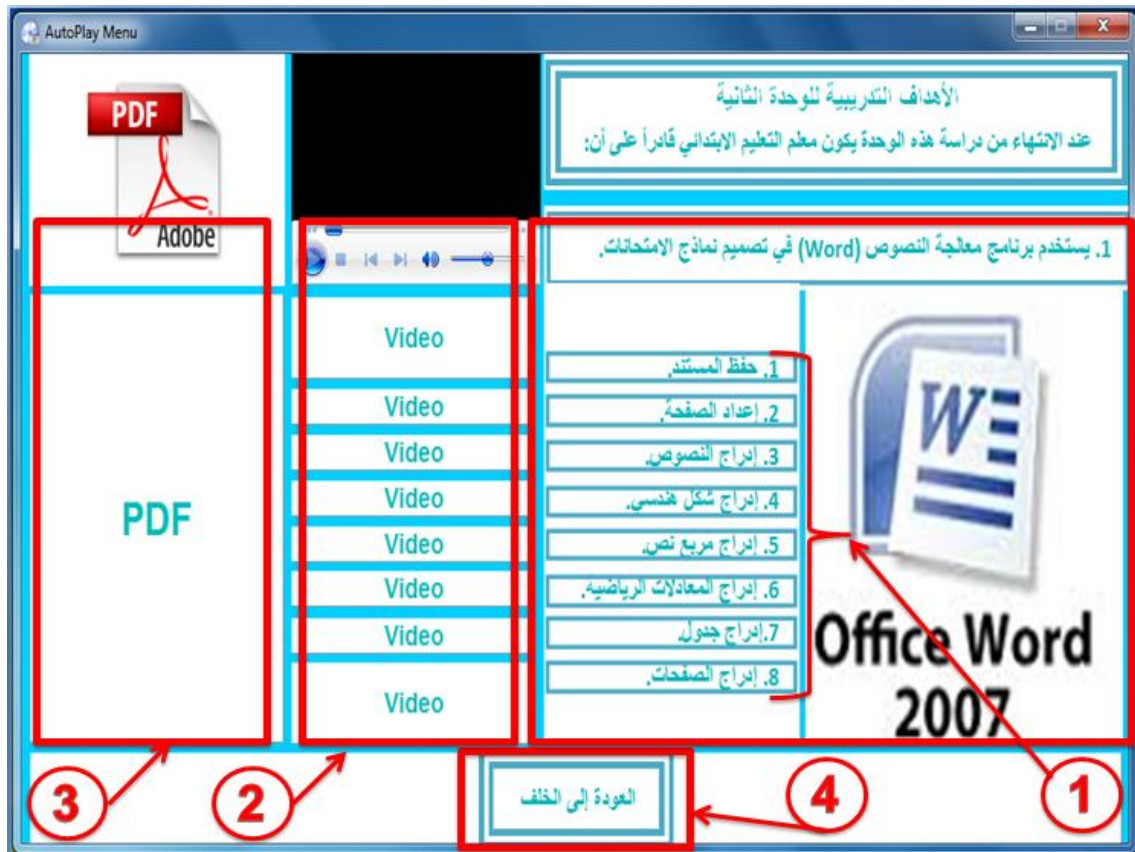 AutoPlay Menu
الأهداف التدريبية للوحدة الثانية
عند الانتهاء من دراسة هذه الوحدة يكون معلم التعليم الابتدائي قادراً على أن:
1. يستخدم برنامج معالجة النصوص (Word) في تصميم نماذج الامتحانات.
PDF
Adobe
1. حفظ المستند.
2. إعداد الصفحة.
3. إدراج النصوص.
4. إدراج شكل هندسي.
5. إدراج مربع نص.
6. إدراج المعادلات الرياضيه.
7.إدراج جدول.
8. إدراج الصفحات.
W
Office Word
2007
Video
Video
Video
Video
Video
Video
Video
Video
PDF
العودة إلى الخلف
1
4
2
3